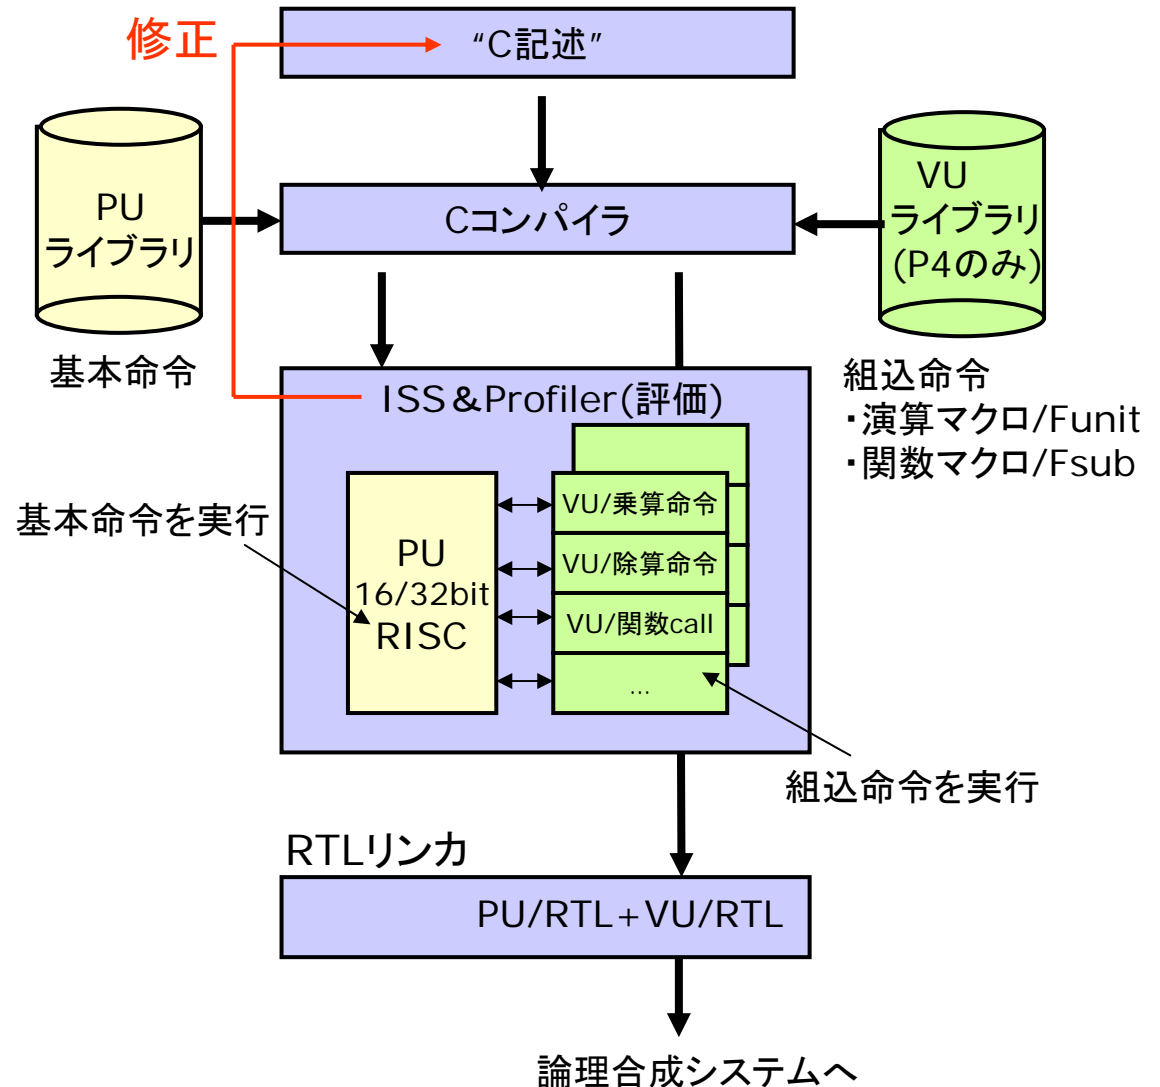 修正
“C記述”
PU
ライブラリ
基本命令
Cコンパイラ
VU
ライブラリ
(P4のみ)
組込命令
・演算マクロ/Funit
・関数マクロ/Fsub
ISS&Profiler(評価)
基本命令を実行
PU
16/32bit
RISC
VU/乗算命令
VU/除算命令
VU/関数call
...
組込命令を実行
RTLリンカ
PU/RTL+VU/RTL
論理合成システムへ